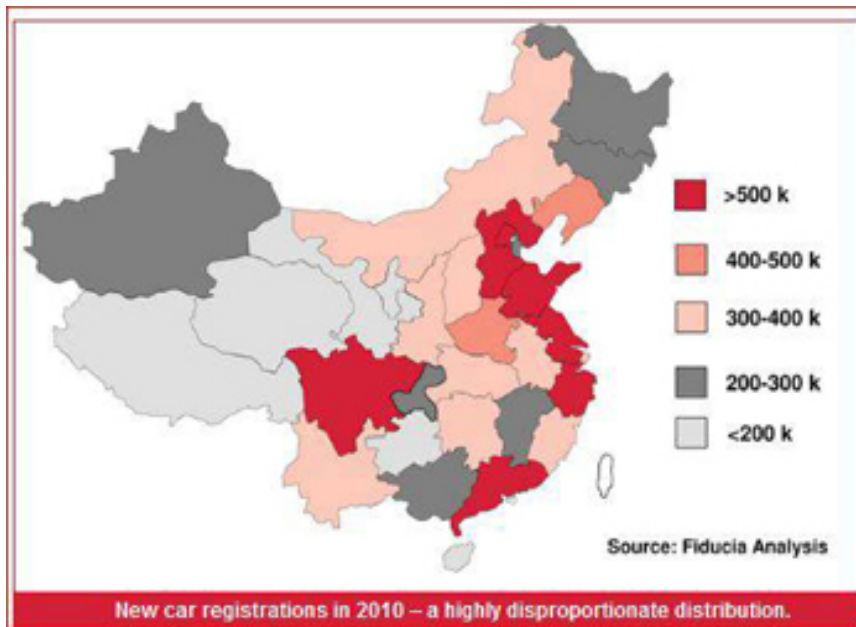 >500 k
400-500 k
300-400 k
200-300 k
<200 k
Source: Fiducia Analysis
New car registrations in 2010 – a highly disproportionate distribution.